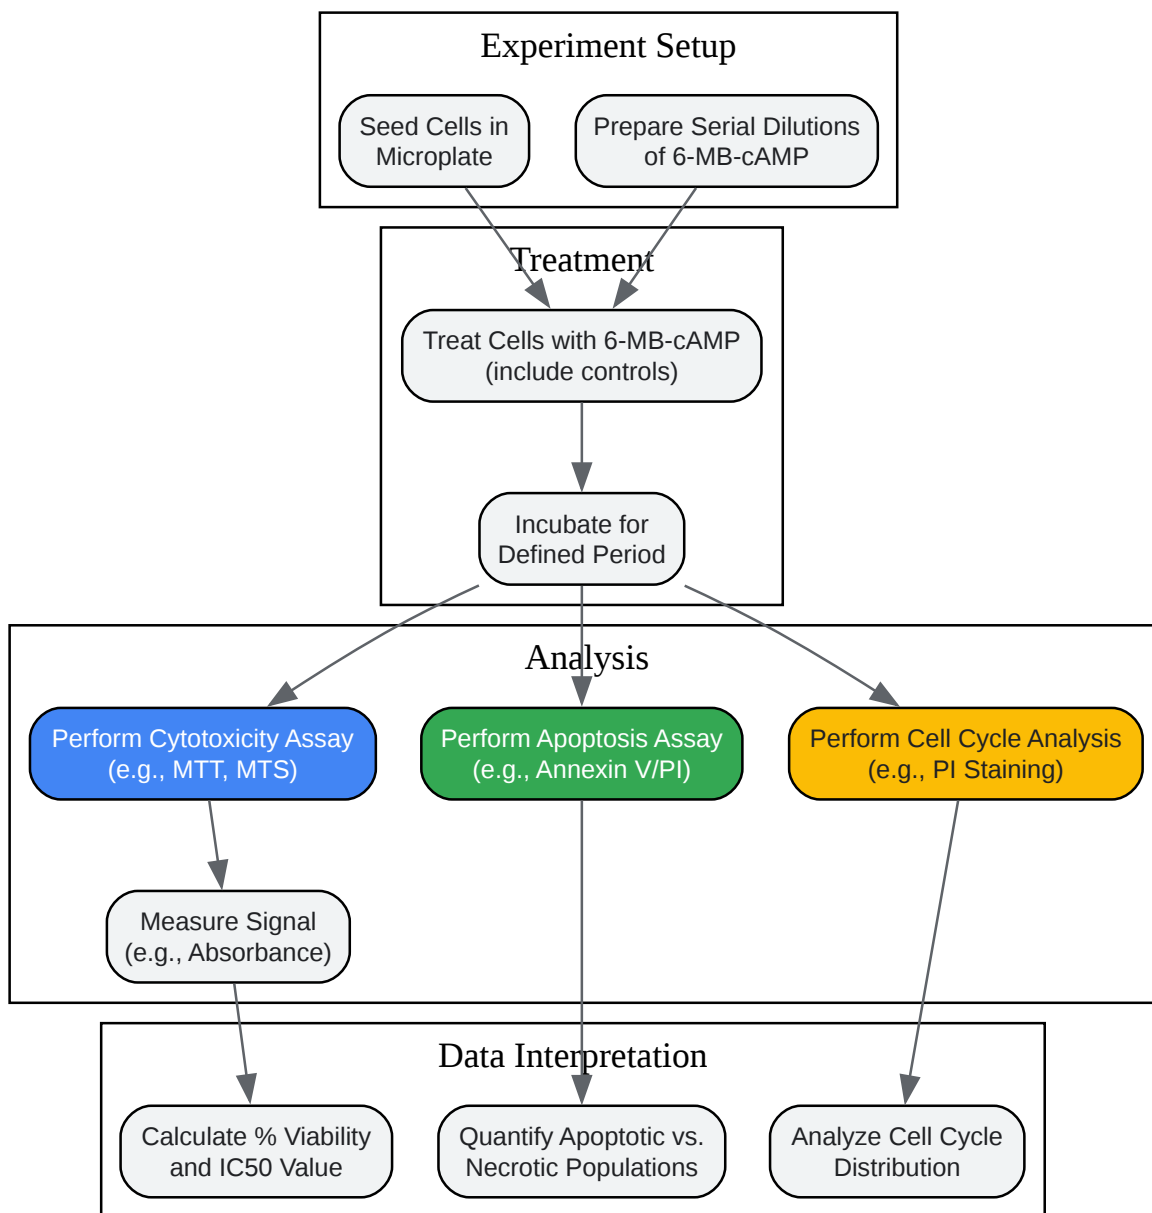 Experiment Setup
Seed Cells in
Microplate
Prepare Serial Dilutions
of 6-MB-cAMP
Treatment
Treat Cells with 6-MB-cAMP
(include controls)
Incubate for
Defined Period
Analysis
Perform Cytotoxicity Assay
(e.g., MTT, MTS)
Perform Apoptosis Assay
(e.g., Annexin V/PI)
Perform Cell Cycle Analysis
(e.g., PI Staining)
Measure Signal
(e.g., Absorbance)
Data Interpretation
Calculate % Viability
and IC50 Value
Quantify Apoptotic vs.
Necrotic Populations
Analyze Cell Cycle
Distribution